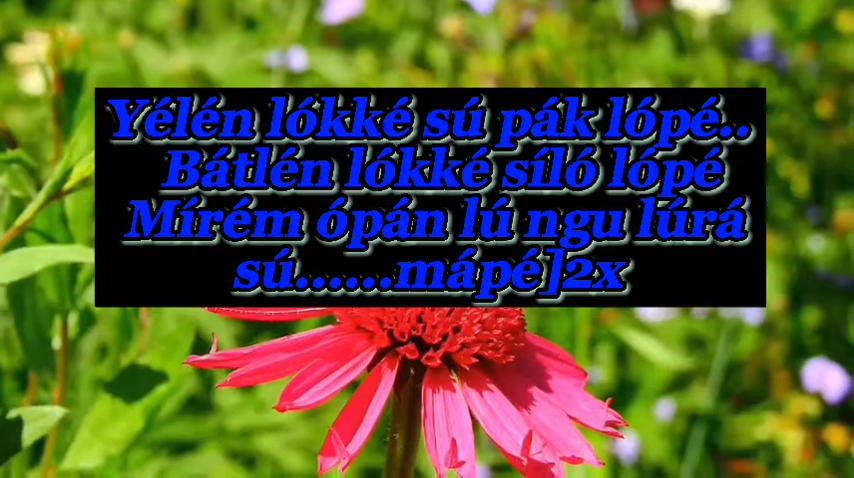 Yélén lókké sú pák lópé..
Bátlén lókké síló lópé
Mírém ópán lú ngu lúrá
sú......mápé]2x